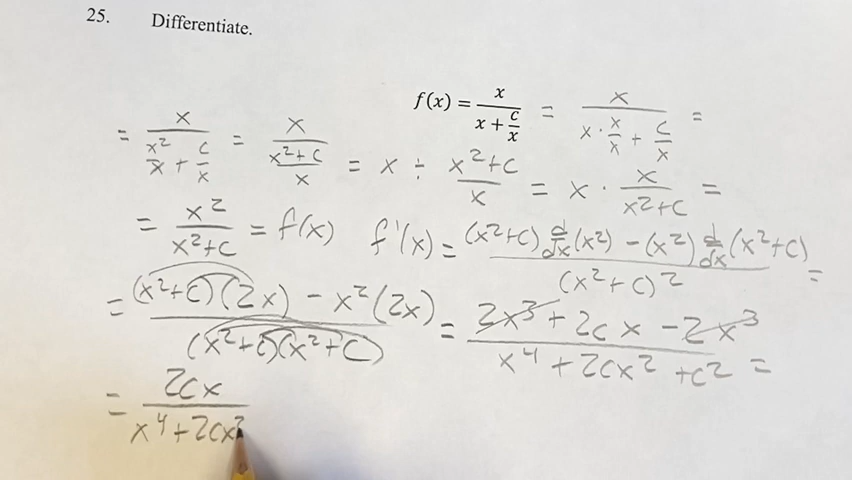 25. Differentiate.
f(x) = x/(x + c/x) = x/(x · x/x + c/x) =
= x/(x²/x + c/x) = x/((x²+c)/x) = x ÷ (x²+c)/x = x · x/(x²+c) =
= x²/(x²+c) = f(x) f'(x) = ((x²+c) d/dx (x²) − (x²) d/dx (x²+c))/(x²+c)² =
= ((x²+c)(2x) − x²(2x))/((x²+c)(x²+c)) = (2x³ + 2cx − 2x³)/(x⁴ + 2cx² + c²) =
= 2cx/(x⁴ + 2cx²